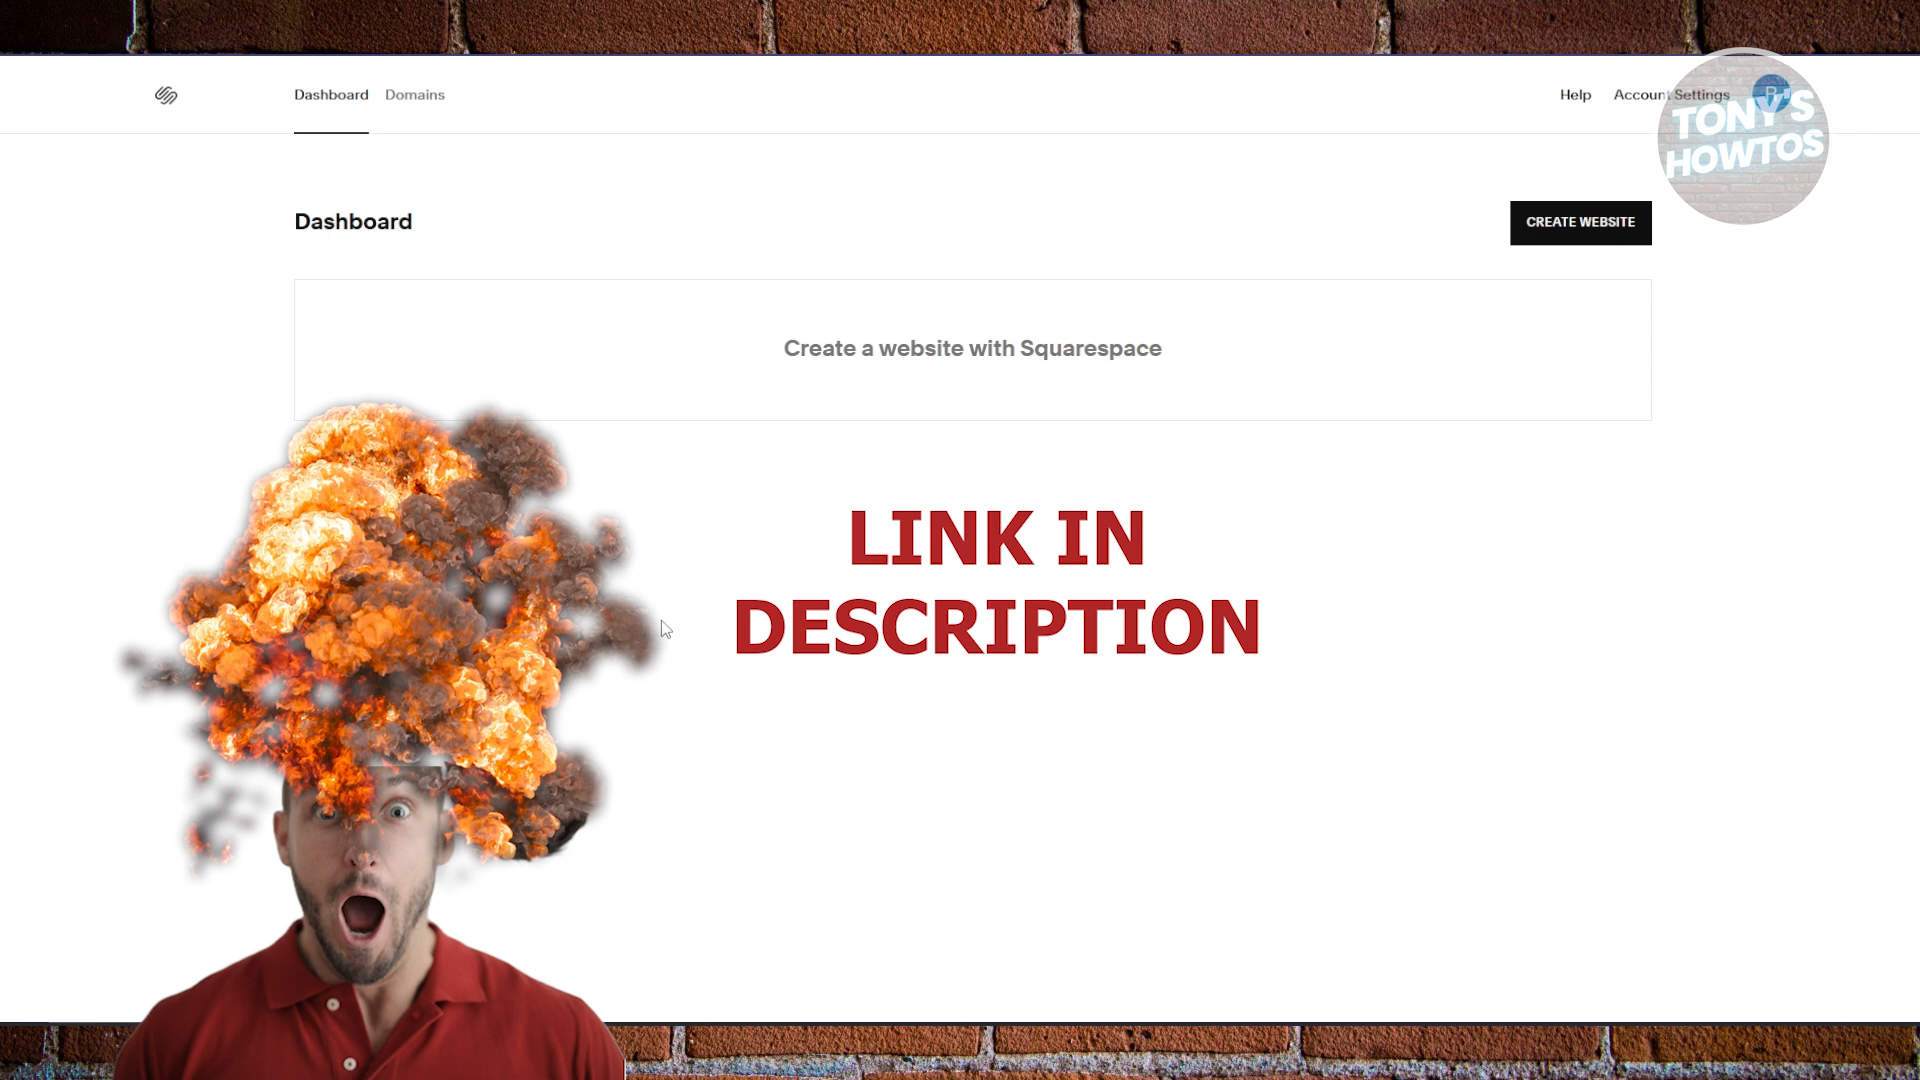 Dashboard Domains Help Account Settings
TONY'S
HOWTOS
Dashboard CREATE WEBSITE
Create a website with Squarespace
LINK IN
DESCRIPTION